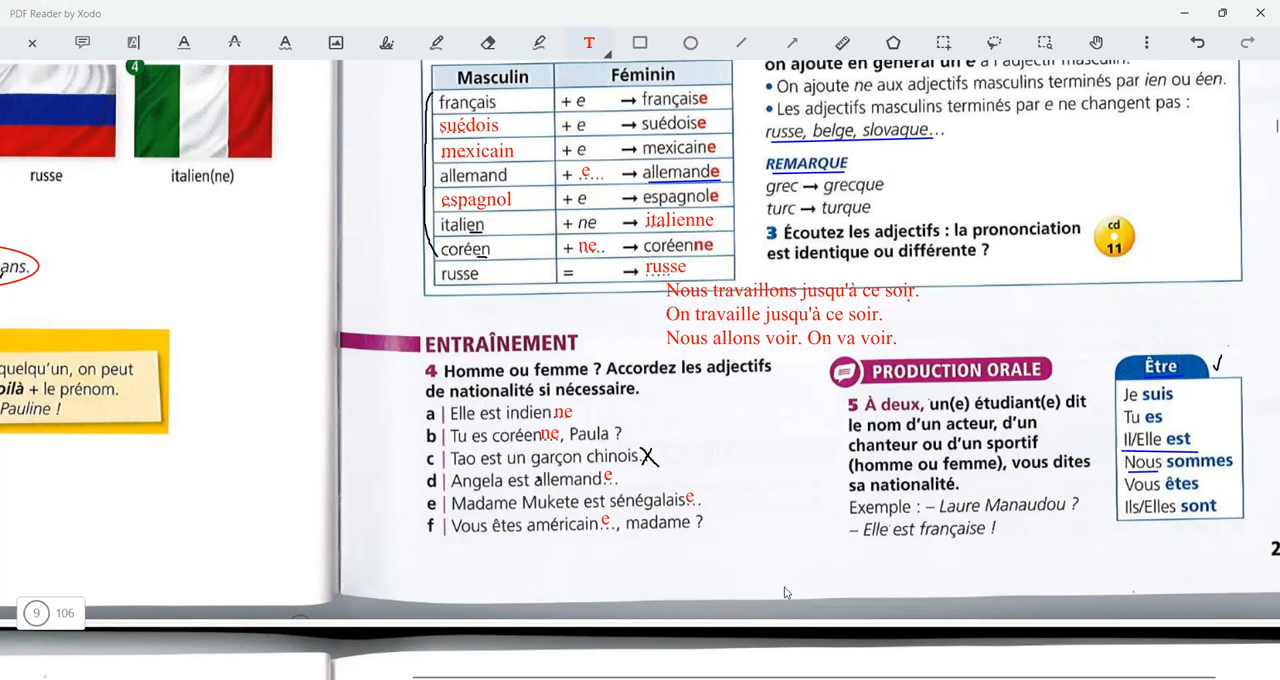 PDF Reader by Xodo
T
4
russe
italien(ne)
ans.
quelqu'un, on peut
oilà + le prénom.
Pauline !
9 106
Masculin Féminin
français + e → française
suédois + e → suédoise
mexicain + e → mexicaine
allemand + .e... → allemande
espagnol + e → espagnole
italien + ne → italienne
coréen + ne.. → coréenne
russe = → russe
on ajoute en général un e à l'adjectif masculin.
• On ajoute ne aux adjectifs masculins terminés par ien ou éen.
• Les adjectifs masculins terminés par e ne changent pas :
russe, belge, slovaque...
REMARQUE
grec → grecque
turc → turque
3 Écoutez les adjectifs : la prononciation
est identique ou différente ?
cd
11
Nous travaillons jusqu'à ce soir.
On travaille jusqu'à ce soir.
Nous allons voir. On va voir.
ENTRAÎNEMENT
4 Homme ou femme ? Accordez les adjectifs
de nationalité si nécessaire.
a | Elle est indien.ne
b | Tu es coréenne, Paula ?
c | Tao est un garçon chinois X
d | Angela est allemande..
e | Madame Mukete est sénégalaise..
f | Vous êtes américain.e.., madame ?
PRODUCTION ORALE
5 À deux, un(e) étudiant(e) dit
le nom d'un acteur, d'un
chanteur ou d'un sportif
(homme ou femme), vous dites
sa nationalité.
Exemple : – Laure Manaudou ?
– Elle est française !
Être ✓
Je suis
Tu es
Il/Elle est
Nous sommes
Vous êtes
Ils/Elles sont
2